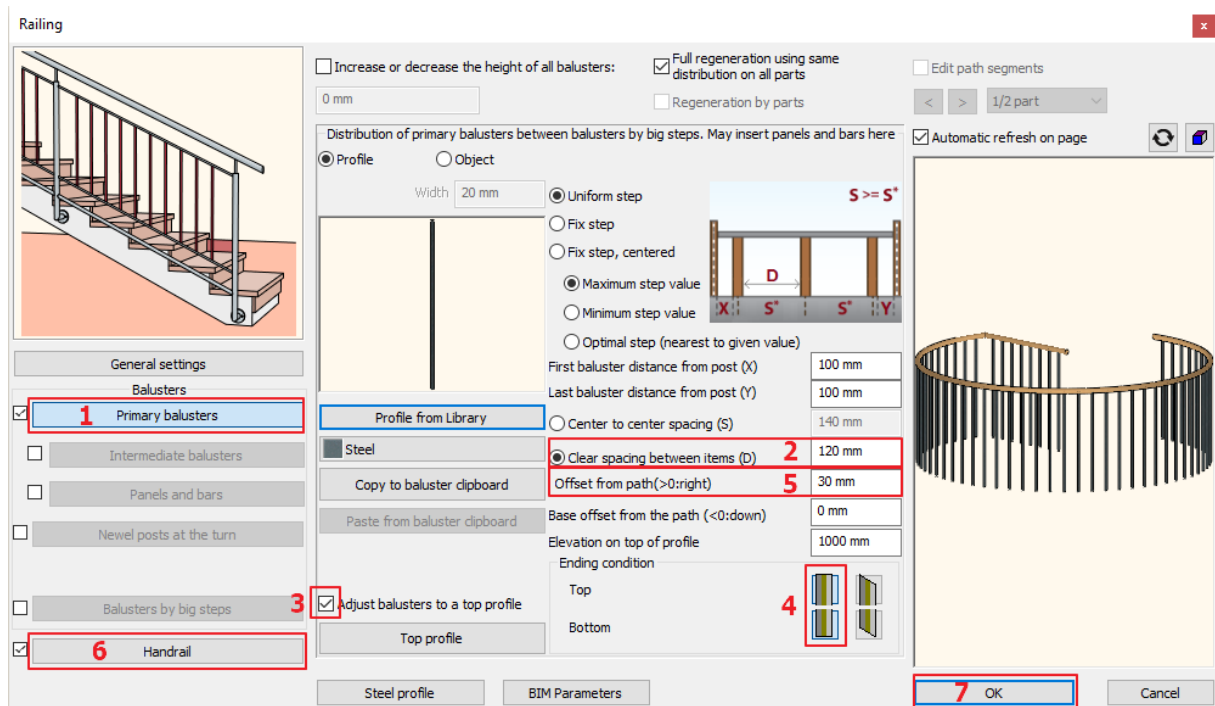 Railing
x
Increase or decrease the height of all balusters:
0 mm
Full regeneration using same
distribution on all parts
Regeneration by parts
Edit path segments
< > 1/2 part
Automatic refresh on page
Distribution of primary balusters between balusters by big steps. May insert panels and bars here
Profile Object
Width 20 mm
Uniform step
Fix step
Fix step, centered
Maximum step value
Minimum step value
Optimal step (nearest to given value)
S >= S*
D
X S* S* Y
General settings
Balusters
1 Primary balusters
Intermediate balusters
Panels and bars
Newel posts at the turn
Balusters by big steps
6 Handrail
Profile from Library
Steel
Copy to baluster clipboard
Paste from baluster clipboard
3 Adjust balusters to a top profile
Top profile
First baluster distance from post (X) 100 mm
Last baluster distance from post (Y) 100 mm
Center to center spacing (S) 140 mm
Clear spacing between items (D) 2 120 mm
Offset from path(>0:right) 5 30 mm
Base offset from the path (<0:down) 0 mm
Elevation on top of profile 1000 mm
Ending condition
Top
4
Bottom
Steel profile BIM Parameters
7 OK Cancel